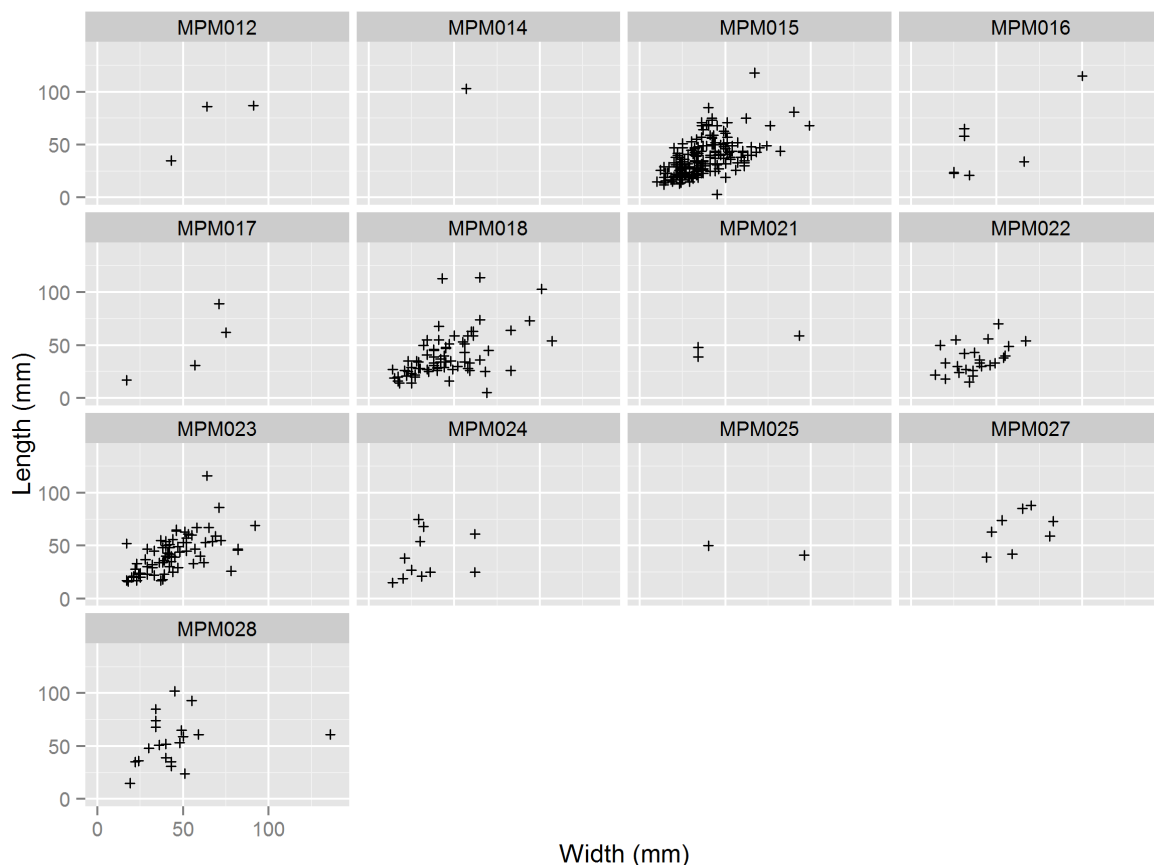 MPM012 MPM014 MPM015 MPM016
100
50
0
MPM017 MPM018 MPM021 MPM022
100
50
0
Length (mm)
MPM023 MPM024 MPM025 MPM027
100
50
0
MPM028
100
50
0
0 50 100
Width (mm)